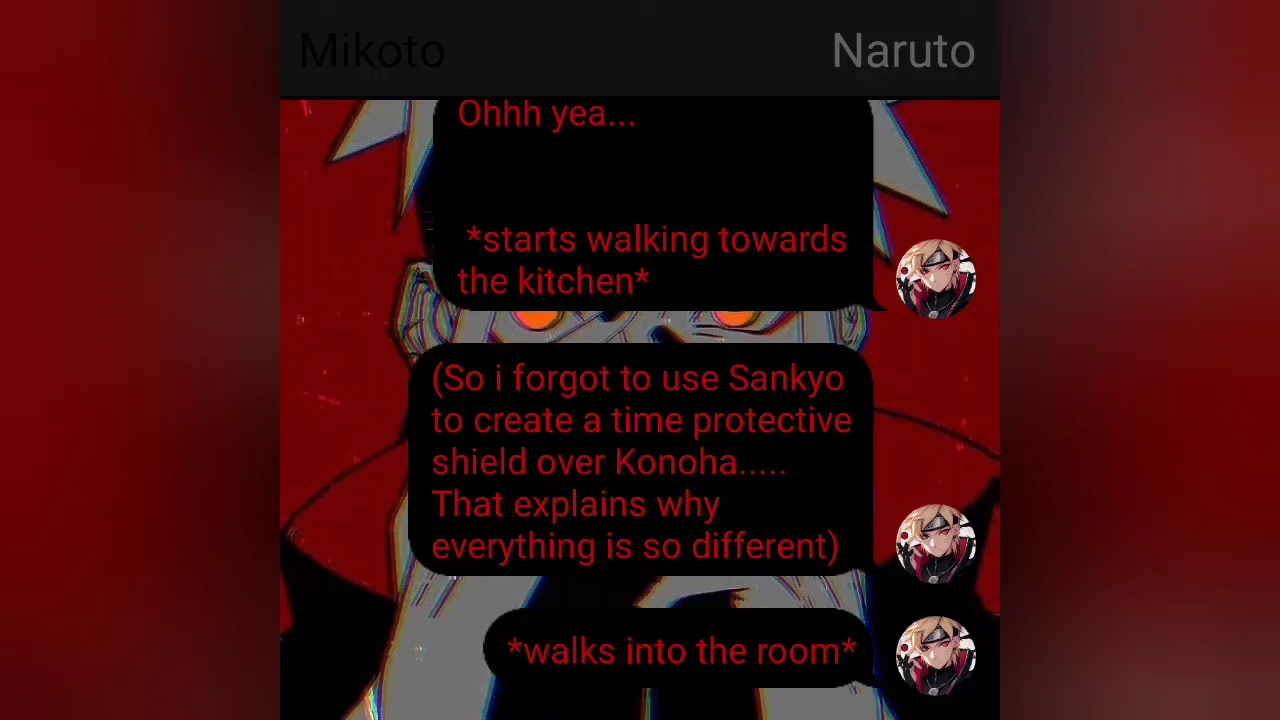 Mikoto
Naruto
Ohhh yea...
*starts walking towards
the kitchen*
(So i forgot to use Sankyo
to create a time protective
shield over Konoha.....
That explains why
everything is so different)
*walks into the room*